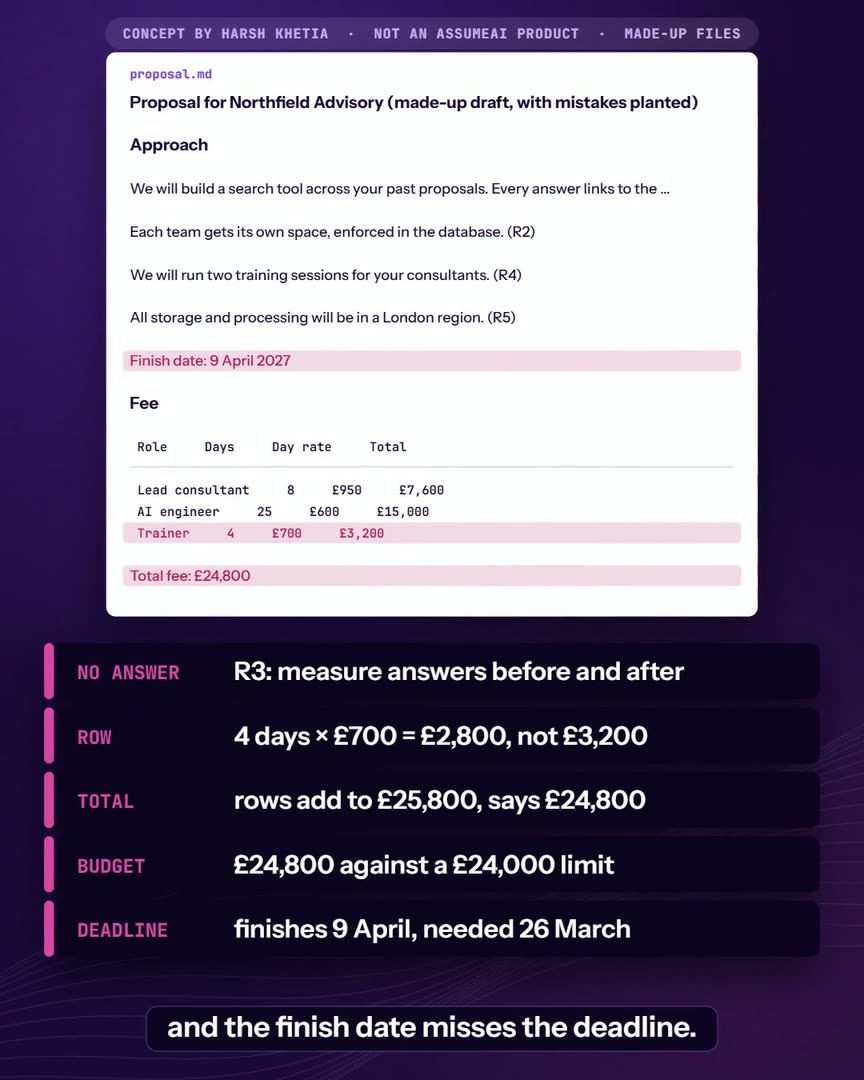 CONCEPT BY HARSH KHETIA · NOT AN ASSUMEAI PRODUCT · MADE-UP FILES
proposal.md
Proposal for Northfield Advisory (made-up draft, with mistakes planted)
Approach
We will build a search tool across your past proposals. Every answer links to the ...
Each team gets its own space, enforced in the database. (R2)
We will run two training sessions for your consultants. (R4)
All storage and processing will be in a London region. (R5)
Finish date: 9 April 2027
Fee
Role Days Day rate Total
Lead consultant 8 £950 £7,600
AI engineer 25 £600 £15,000
Trainer 4 £700 £3,200
Total fee: £24,800
NO ANSWER R3: measure answers before and after
ROW 4 days × £700 = £2,800, not £3,200
TOTAL rows add to £25,800, says £24,800
BUDGET £24,800 against a £24,000 limit
DEADLINE finishes 9 April, needed 26 March
and the finish date misses the deadline.